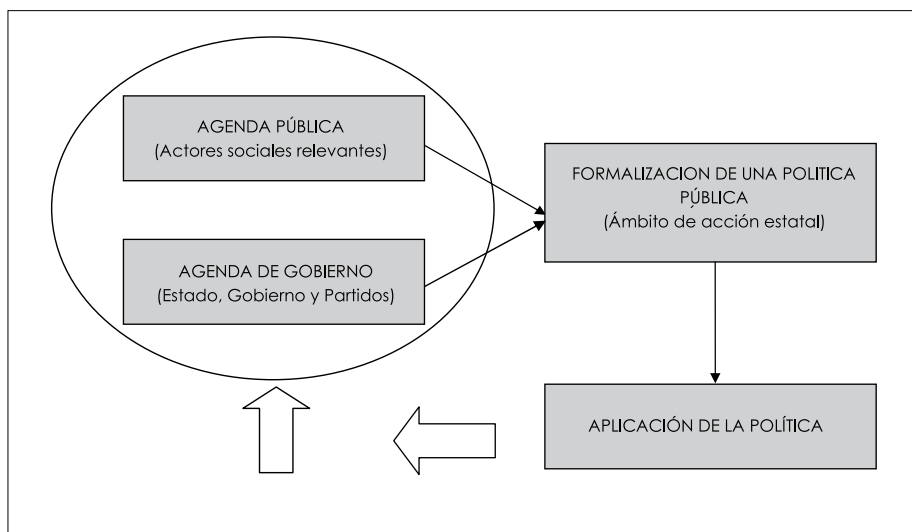 AGENDA PÚBLICA
(Actores sociales relevantes)
AGENDA DE GOBIERNO
(Estado, Gobierno y Partidos)
FORMALIZACION DE UNA POLITICA
PÚBLICA
(Ámbito de acción estatal)
APLICACIÓN DE LA POLÍTICA